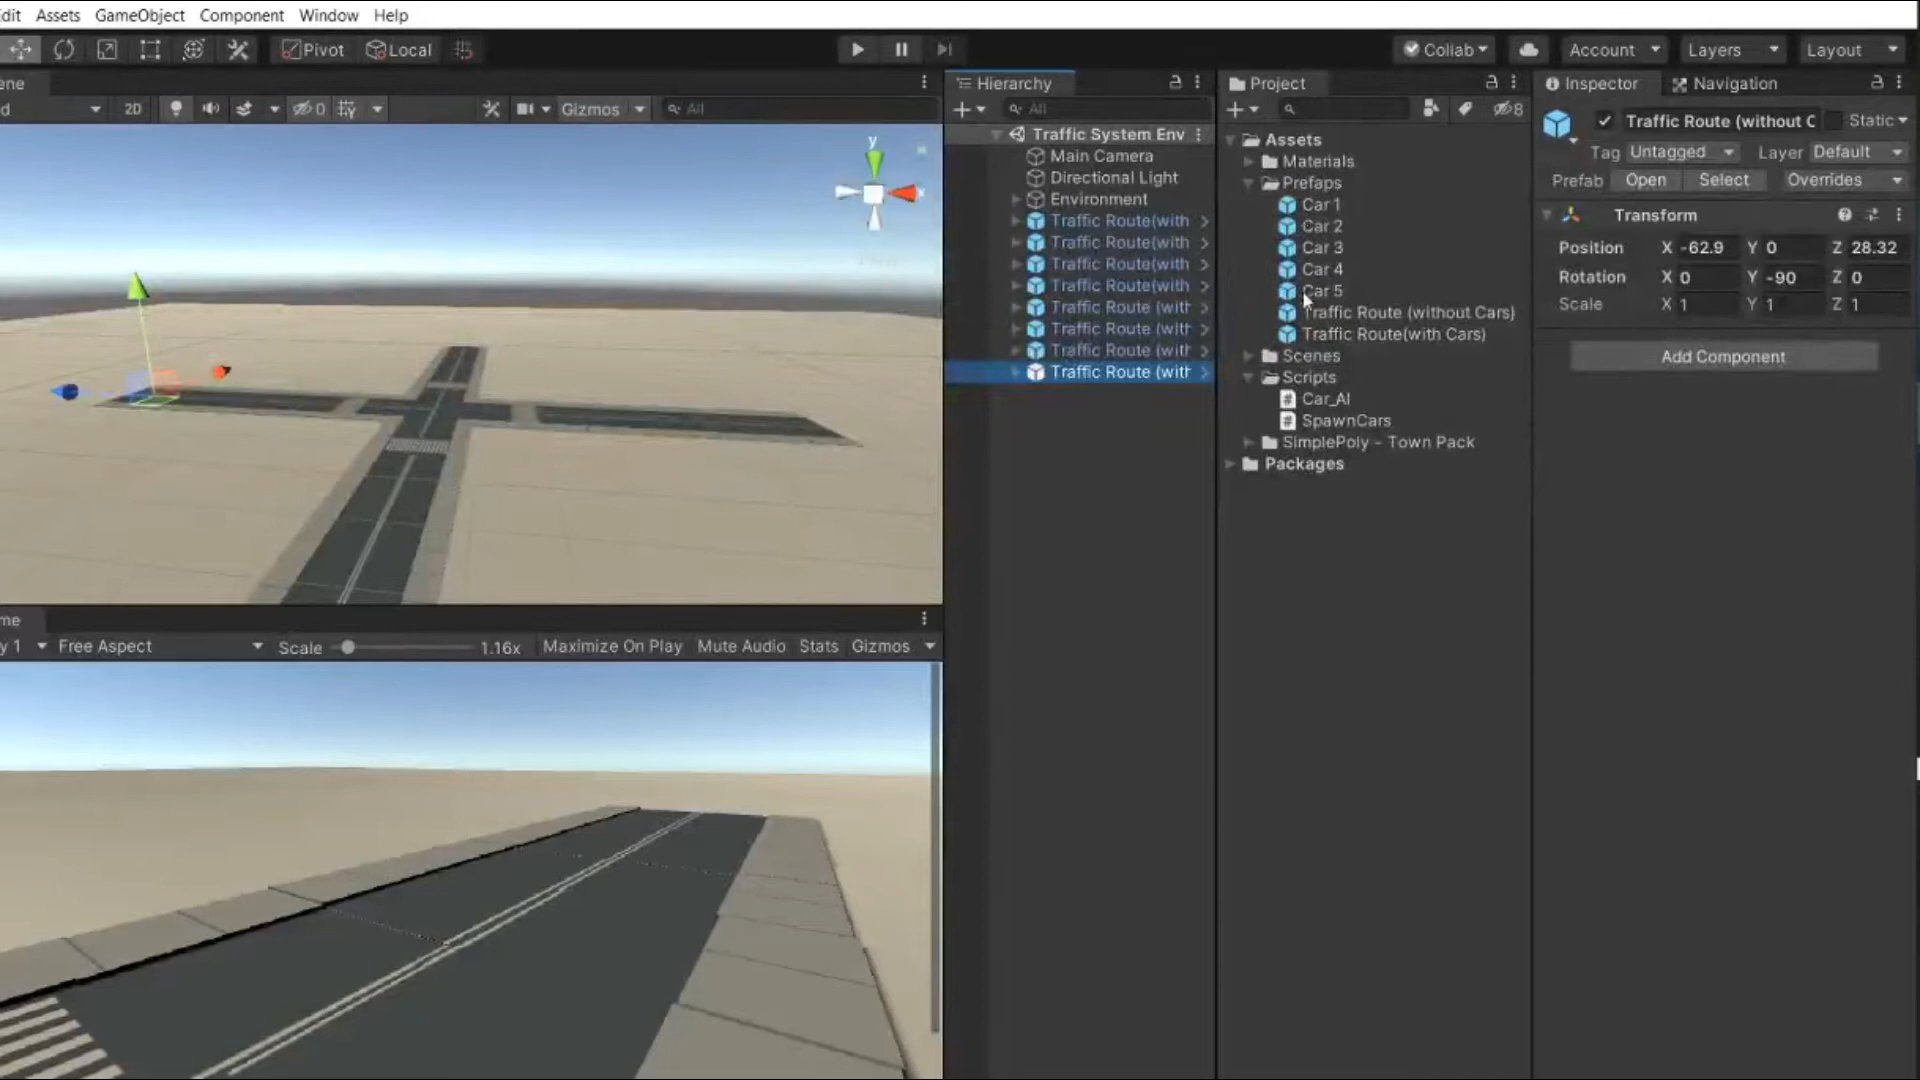 dit Assets GameObject Component Window Help
Pivot Local Collab Account Layers Layout
ene
d 2D 0 Gizmos All
y
x
Hierarchy
All
Traffic System Env
Main Camera
Directional Light
Environment
Traffic Route(with
Traffic Route(with
Traffic Route(with
Traffic Route(with
Traffic Route (with
Traffic Route (with
Traffic Route (with
Traffic Route (with
Project
8
Assets
Materials
Prefaps
Car 1
Car 2
Car 3
Car 4
Car 5
Traffic Route (without Cars)
Traffic Route(with Cars)
Scenes
Scripts
Car_AI
SpawnCars
SimplePoly - Town Pack
Packages
Inspector Navigation
Traffic Route (without C Static
Tag Untagged Layer Default
Prefab Open Select Overrides
Transform
Position X -62.9 Y 0 Z 28.32
Rotation X 0 Y -90 Z 0
Scale X 1 Y 1 Z 1
Add Component
me
y 1 Free Aspect Scale 1.16x Maximize On Play Mute Audio Stats Gizmos